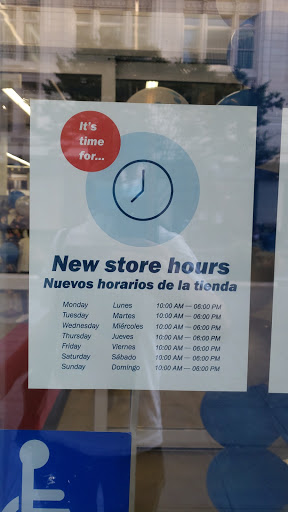 It's
time
for...
New store hours
Nuevos horarios de la tienda
Monday Lunes 10:00 AM — 06:00 PM
Tuesday Martes 10:00 AM — 06:00 PM
Wednesday Miércoles 10:00 AM — 06:00 PM
Thursday Jueves 10:00 AM — 06:00 PM
Friday Viernes 10:00 AM — 06:00 PM
Saturday Sábado 10:00 AM — 06:00 PM
Sunday Domingo 10:00 AM — 06:00 PM